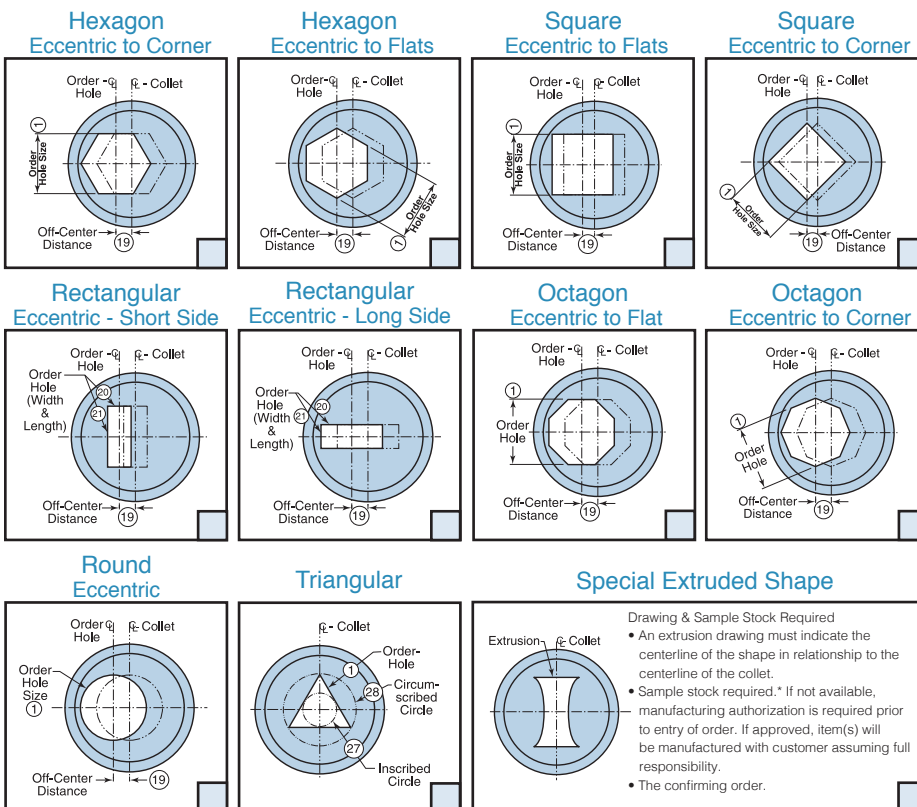 Hexagon
Eccentric to Corner
Order - ℄
Hole
℄ - Collet
①
Order
Hole Size
Off-Center
Distance
⑲
Hexagon
Eccentric to Flats
Order-℄
Hole
℄ - Collet
Order
Hole Size
①
Off-Center
Distance
⑲
Square
Eccentric to Flats
Order - ℄
Hole
℄ - Collet
①
Order
Hole Size
Off-Center
Distance
⑲
Square
Eccentric to Corner
Order - ℄
Hole
℄ - Collet
①
Order
Hole Size
⑲
Off-Center
Distance
Rectangular
Eccentric - Short Side
Order - ℄
Hole
℄ - Collet
Order
Hole
(Width
&
Length)
⑳
㉑
Off-Center
Distance
⑲
Rectangular
Eccentric - Long Side
Order - ℄
Hole
℄ - Collet
Order
Hole
(Width
&
Length)
㉑
⑳
Off-Center
Distance
⑲
Octagon
Eccentric to Flat
Order - ℄
Hole
℄ - Collet
①
Order
Hole
Off-Center
Distance
⑲
Octagon
Eccentric to Corner
Order - ℄
Hole
℄ - Collet
①
Order
Hole
Off-Center
Distance
⑲
Round
Eccentric
Order ℄
Hole
℄ - Collet
Order
Hole
Size
①
Off-Center
Distance
⑲
Triangular
℄ - Collet
Order-
Hole
①
㉘
Circum-
scribed
Circle
㉗
Inscribed
Circle
Special Extruded Shape
Extrusion
℄ - Collet
Drawing & Sample Stock Required
• An extrusion drawing must indicate the
centerline of the shape in relationship to the
centerline of the collet.
• Sample stock required.* If not available,
manufacturing authorization is required prior
to entry of order. If approved, item(s) will
be manufactured with customer assuming full
responsibility.
• The confirming order.